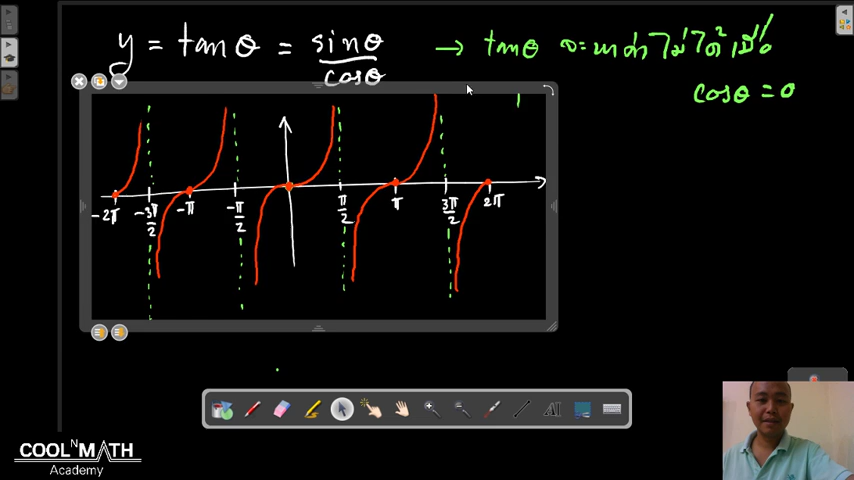 y = tanθ = sinθ/cosθ → tanθ จะหาค่าไม่ได้ เมื่อ
cosθ = 0
-2π -3π/2 -π -π/2 π/2 π 3π/2 2π
COOL N MATH
Academy